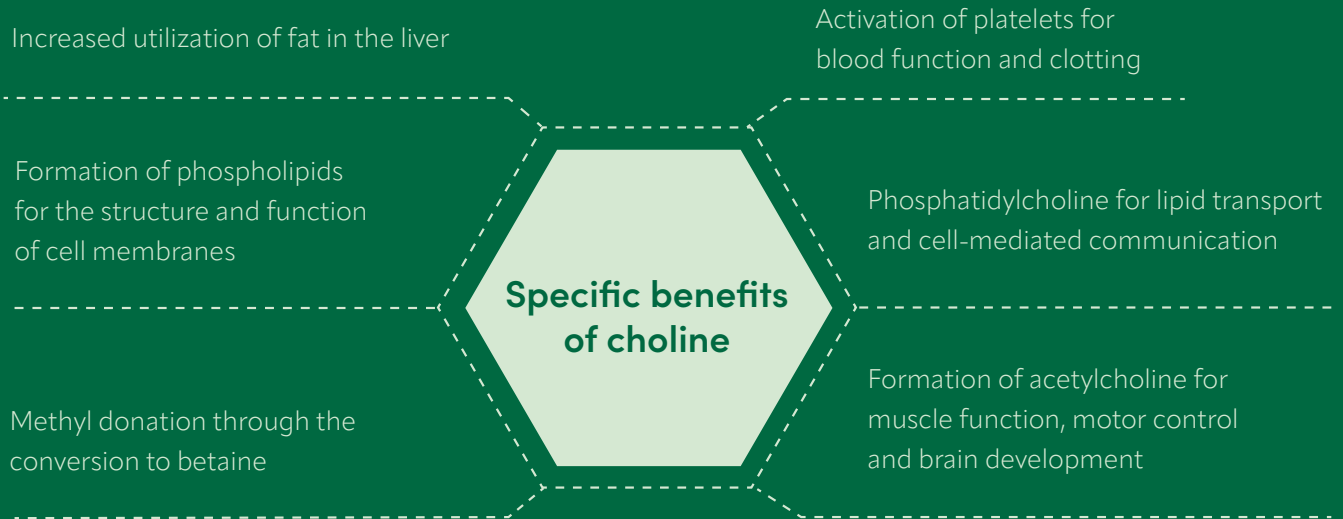 Increased utilization of fat in the liver
Activation of platelets for
blood function and clotting
Formation of phospholipids
for the structure and function
of cell membranes
Phosphatidylcholine for lipid transport
and cell-mediated communication
Specific benefits
of choline
Methyl donation through the
conversion to betaine
Formation of acetylcholine for
muscle function, motor control
and brain development